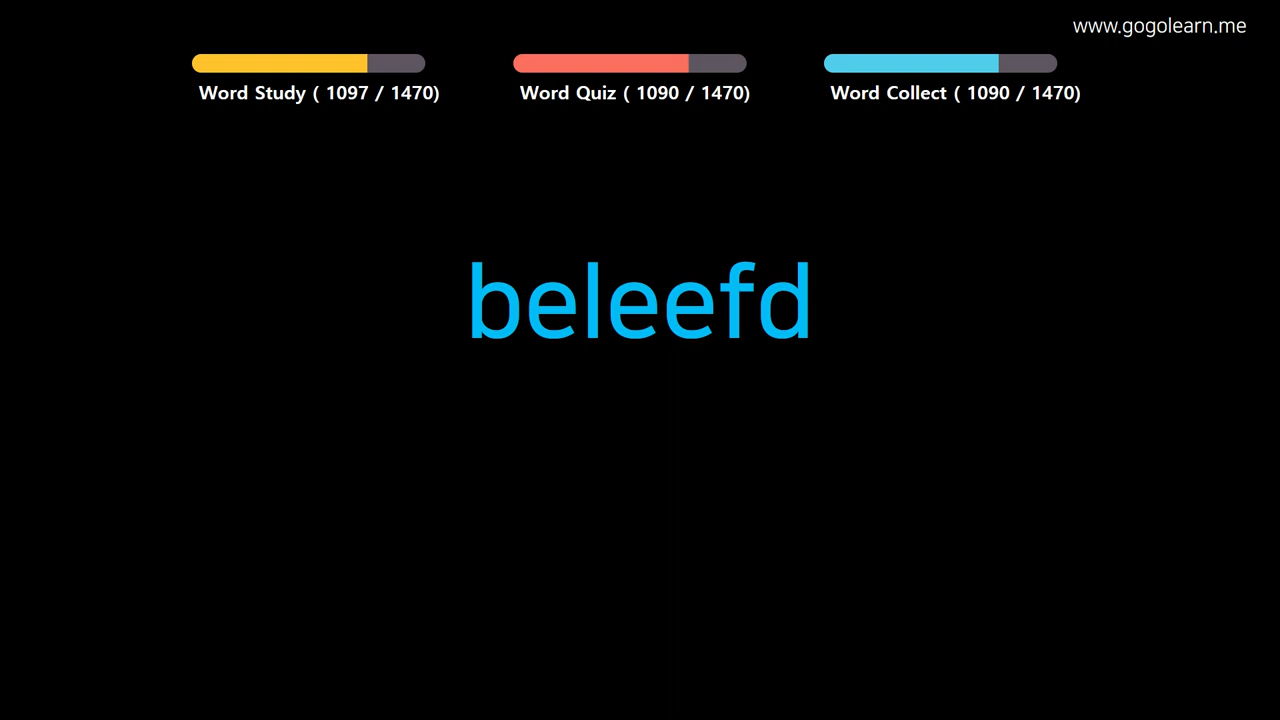 www.gogolearn.me
Word Study ( 1097 / 1470)
Word Quiz ( 1090 / 1470)
Word Collect ( 1090 / 1470)
beleefd